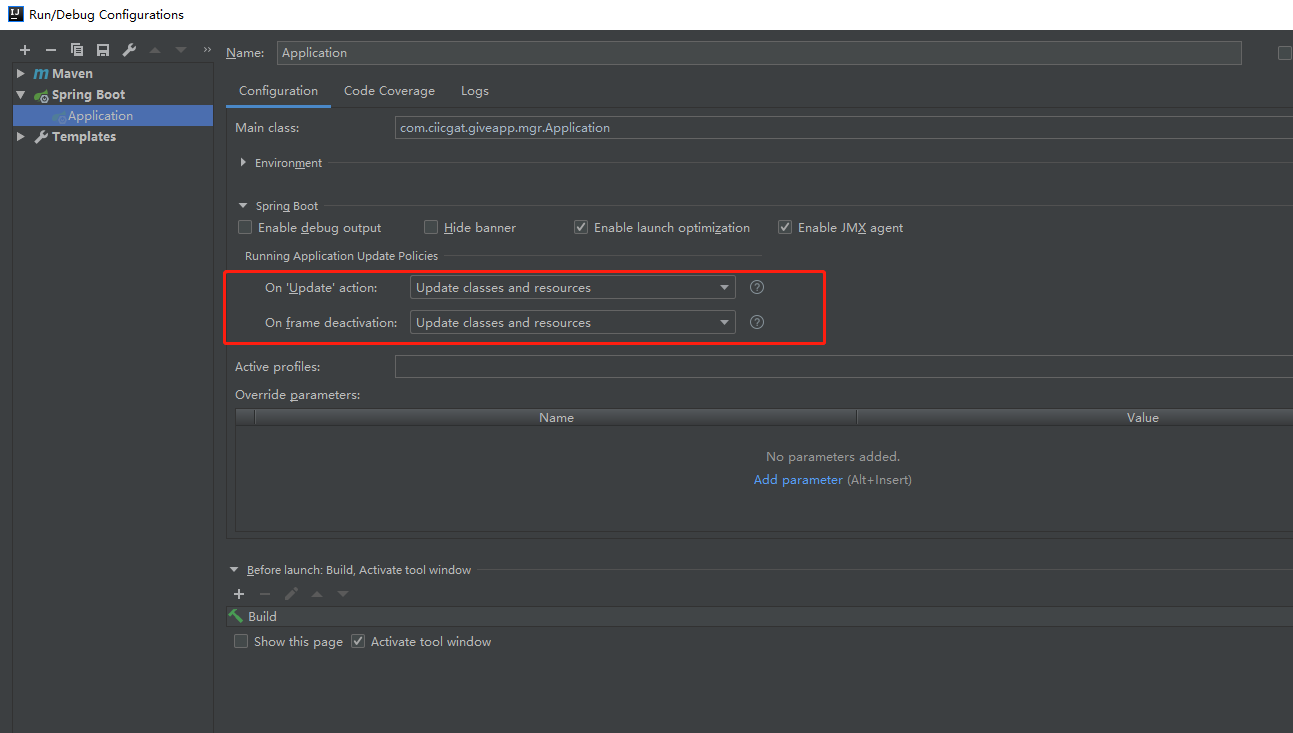 Run/Debug Configurations
Name: Application
Maven
Spring Boot
Application
Templates
Configuration Code Coverage Logs
Main class: com.ciicgat.giveapp.mgr.Application
Environment
Spring Boot
Enable debug output Hide banner Enable launch optimization Enable JMX agent
Running Application Update Policies
On 'Update' action: Update classes and resources
On frame deactivation: Update classes and resources
Active profiles:
Override parameters:
Name Value
No parameters added.
Add parameter (Alt+Insert)
Before launch: Build, Activate tool window
Build
Show this page Activate tool window